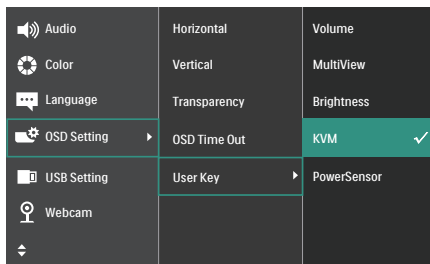 Audio
Color
Language
OSD Setting
USB Setting
Webcam
Horizontal
Vertical
Transparency
OSD Time Out
User Key
Volume
MultiView
Brightness
KVM
PowerSensor